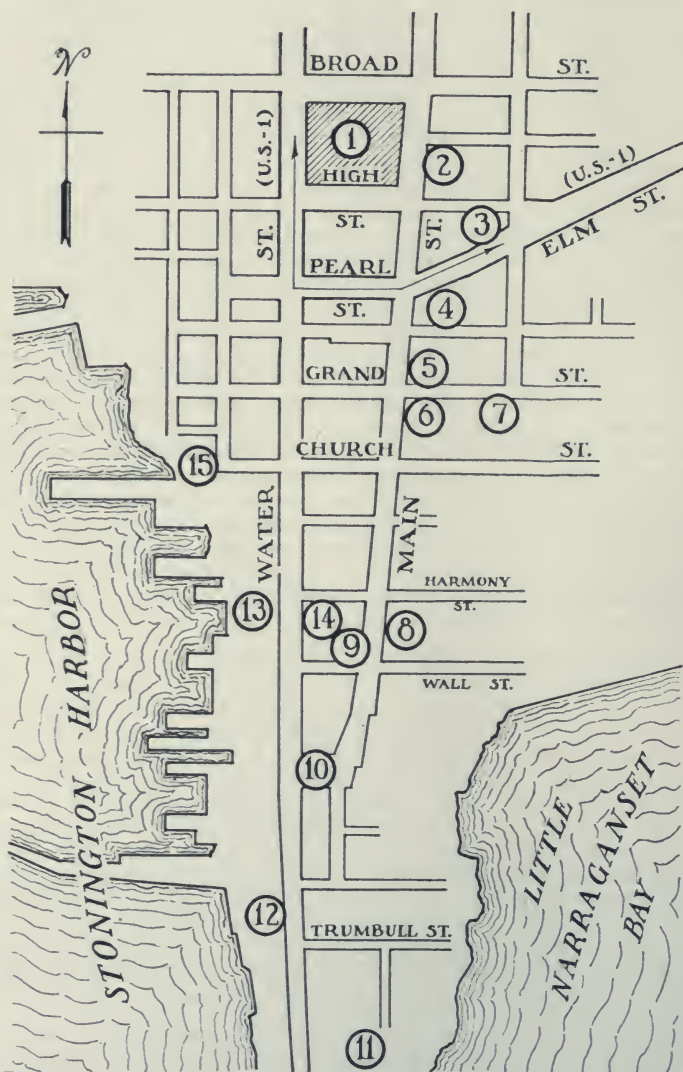 N
BROAD ST.
(U.S.-1)
1
HIGH ST.
2
(U.S.-1)
3
ST.
ST.
PEARL ST.
ELM ST.
4
GRAND ST.
5
6
7
CHURCH ST.
15
WATER
MAIN
HARMONY ST.
13
14
8
9
WALL ST.
STONINGTON HARBOR
10
LITTLE
NARRAGANSET
BAY
12
TRUMBULL ST.
11